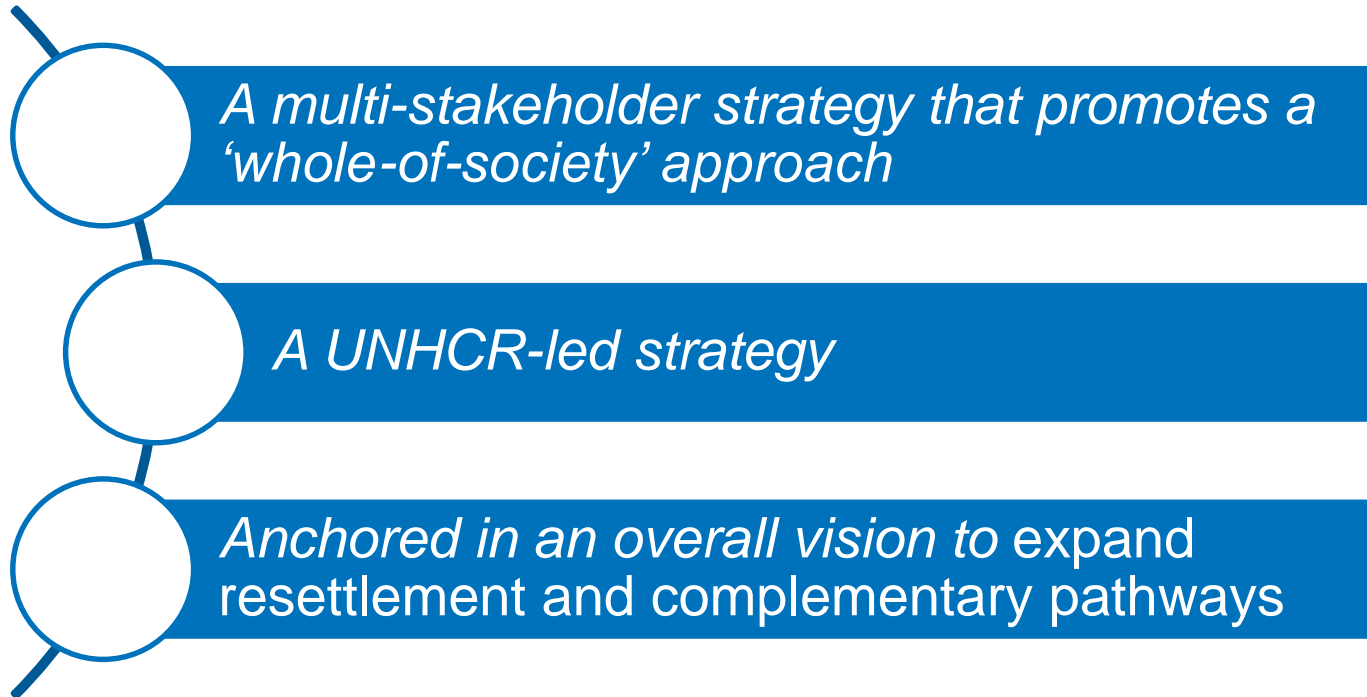 A multi-stakeholder strategy that promotes a
‘whole-of-society’ approach
A UNHCR-led strategy
Anchored in an overall vision to expand
resettlement and complementary pathways